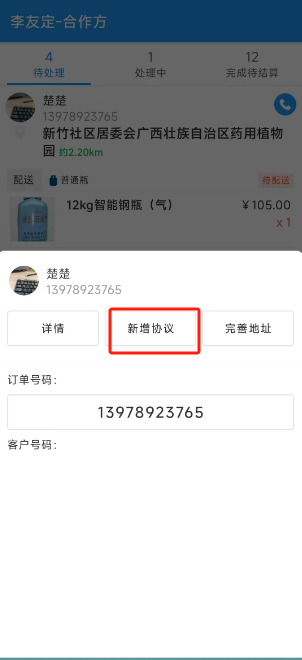 李友定-合作方
4
待处理
1
处理中
12
完成待结算
楚楚
13978923765
新竹社区居委会广西壮族自治区药用植物
园 约2.20km
配送 普通瓶 待配送
12kg智能钢瓶（气） ￥105.00
x 1
楚楚
13978923765
详情
新增协议
完善地址
订单号码：
13978923765
客户号码：